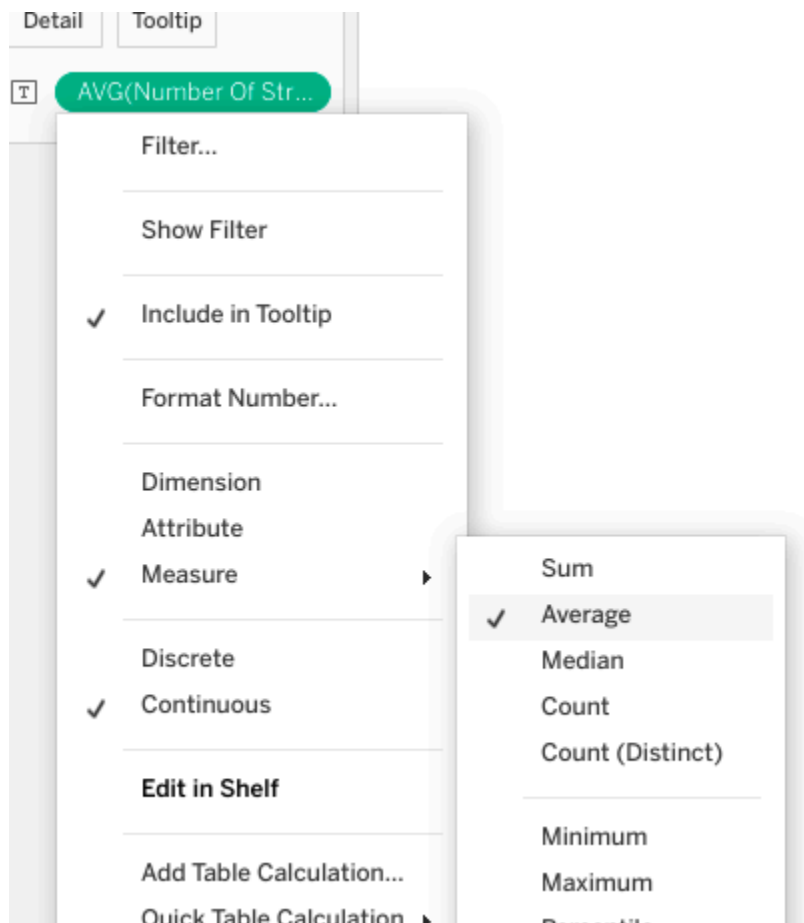 Detail Tooltip
T AVG(Number Of Str...
Filter...
Show Filter
Include in Tooltip
Format Number...
Dimension
Attribute
Measure
Discrete
Continuous
Edit in Shelf
Add Table Calculation...
Quick Table Calculation
Sum
Average
Median
Count
Count (Distinct)
Minimum
Maximum
Percentile